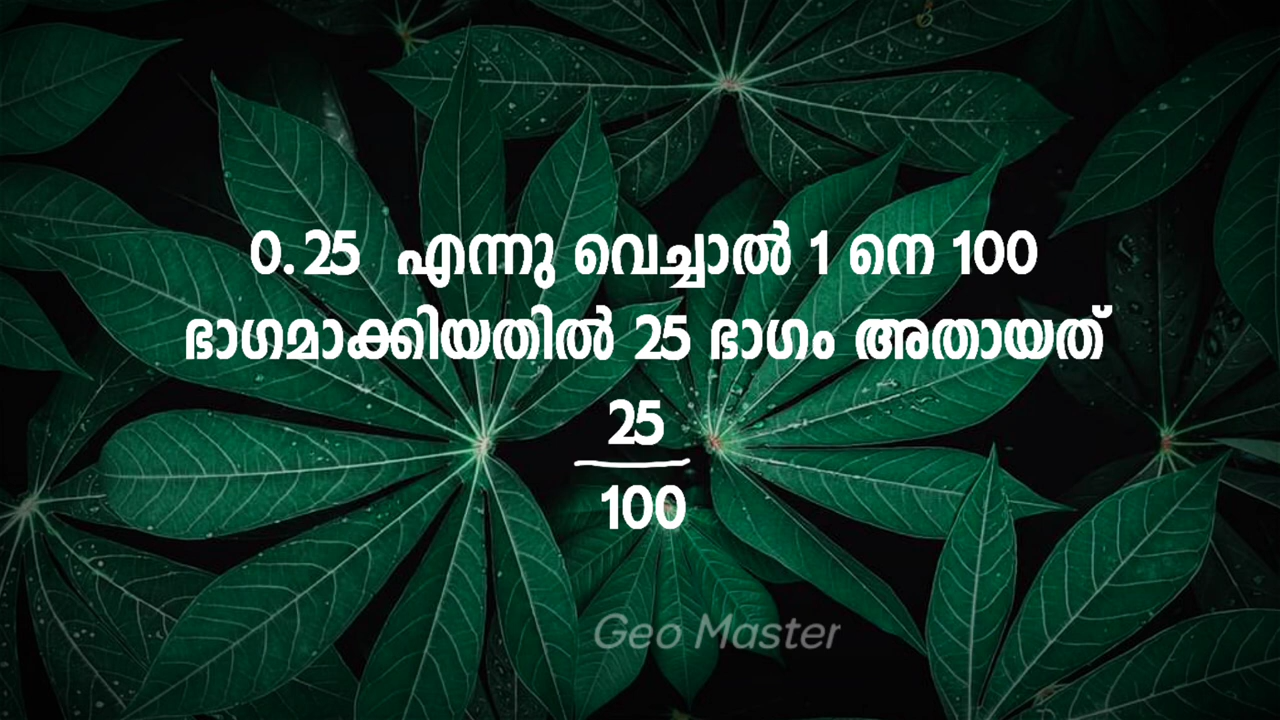 0.25 എന്നു വെച്ചാൽ 1 നെ 100
ഭാഗമാക്കിയതിൽ 25 ഭാഗം അതായത്
25
100
Geo Master